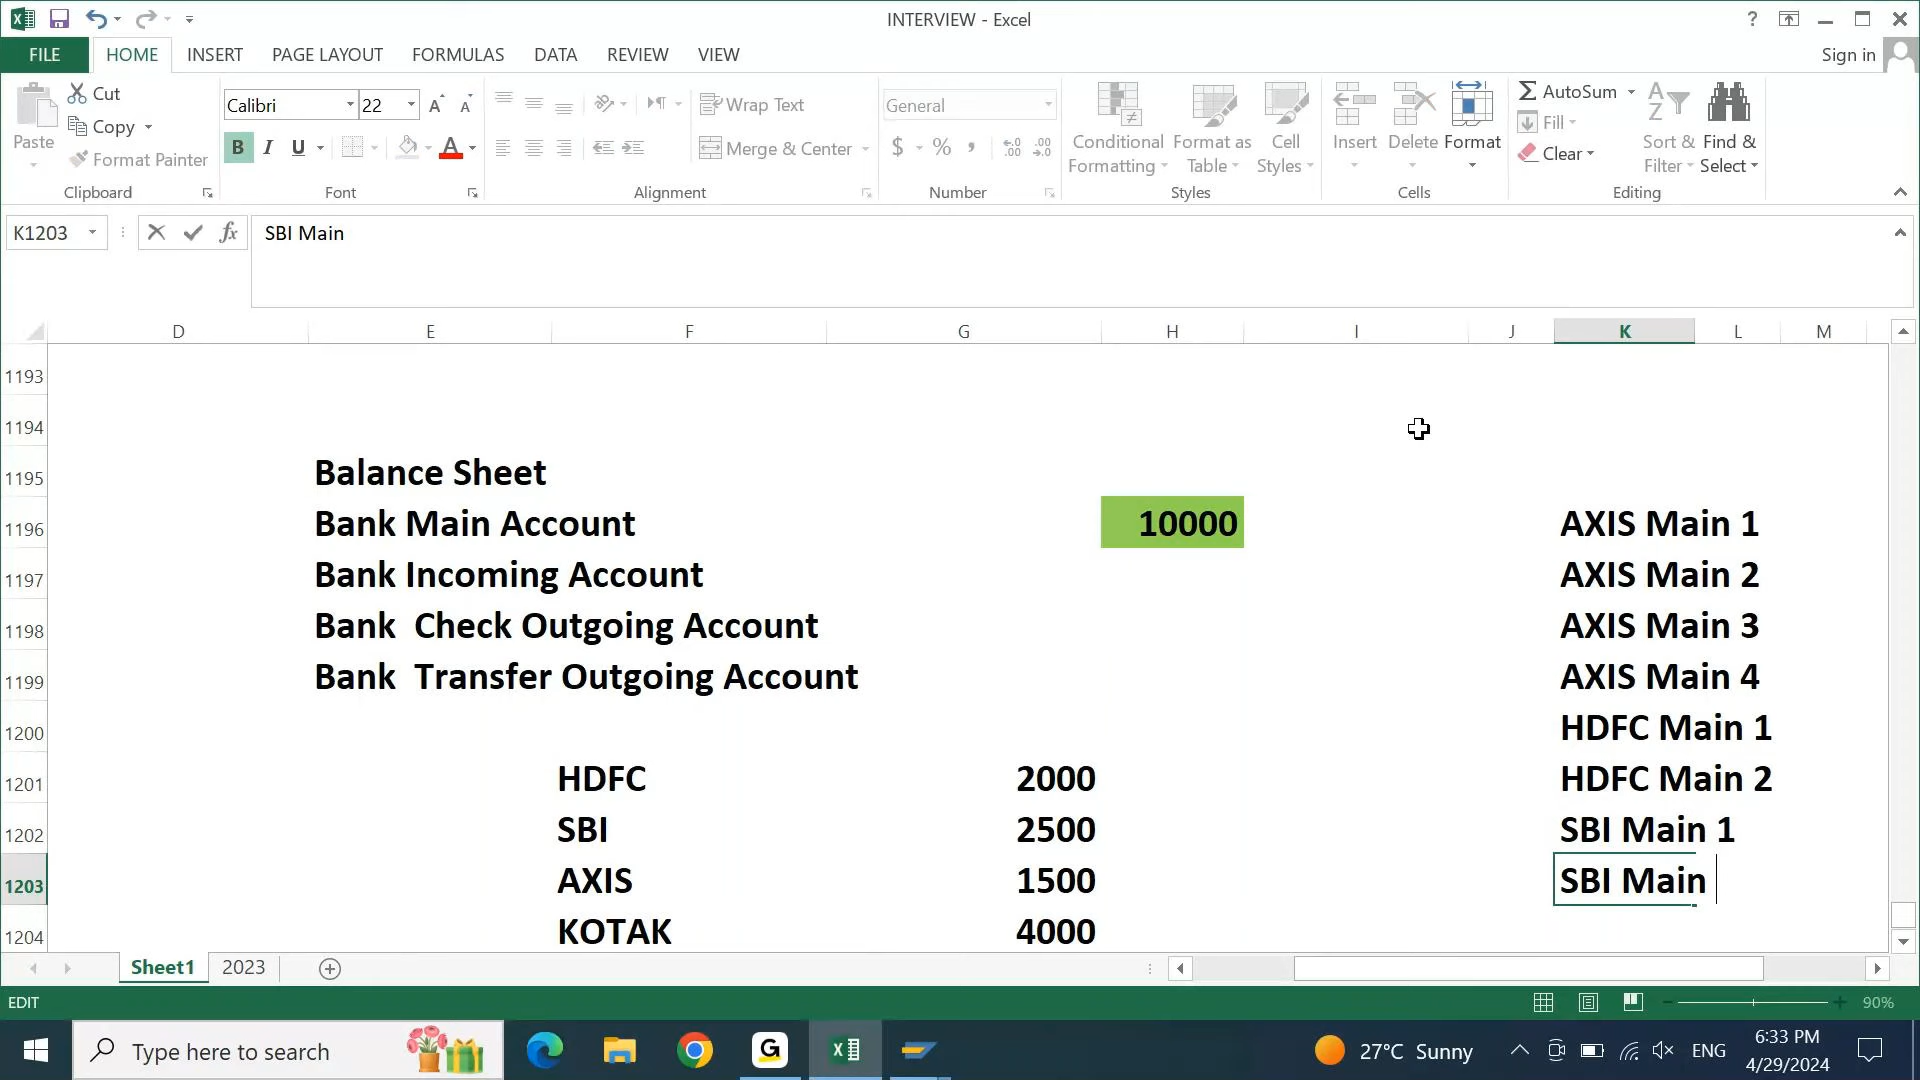 INTERVIEW - Excel
?
FILE HOME INSERT PAGE LAYOUT FORMULAS DATA REVIEW VIEW Sign in
Paste
Cut
Copy
Format Painter
Clipboard
Calibri 22
B I U
Font
Wrap Text
Merge & Center
Alignment
General
$ % ,
Number
Conditional Formatting
Format as Table
Cell Styles
Styles
Insert Delete Format
Cells
AutoSum
Fill
Clear
Sort & Filter
Find & Select
Editing
K1203 fx SBI Main
D E F G H I J K L M
1193
1194
1195 Balance Sheet
1196 Bank Main Account 10000 AXIS Main 1
1197 Bank Incoming Account AXIS Main 2
1198 Bank  Check Outgoing Account AXIS Main 3
1199 Bank  Transfer Outgoing Account AXIS Main 4
1200 HDFC Main 1
1201 HDFC 2000 HDFC Main 2
1202 SBI 2500 SBI Main 1
1203 AXIS 1500 SBI Main
1204 KOTAK 4000
Sheet1 2023
EDIT 90%
Type here to search
27°C Sunny
ENG
6:33 PM
4/29/2024